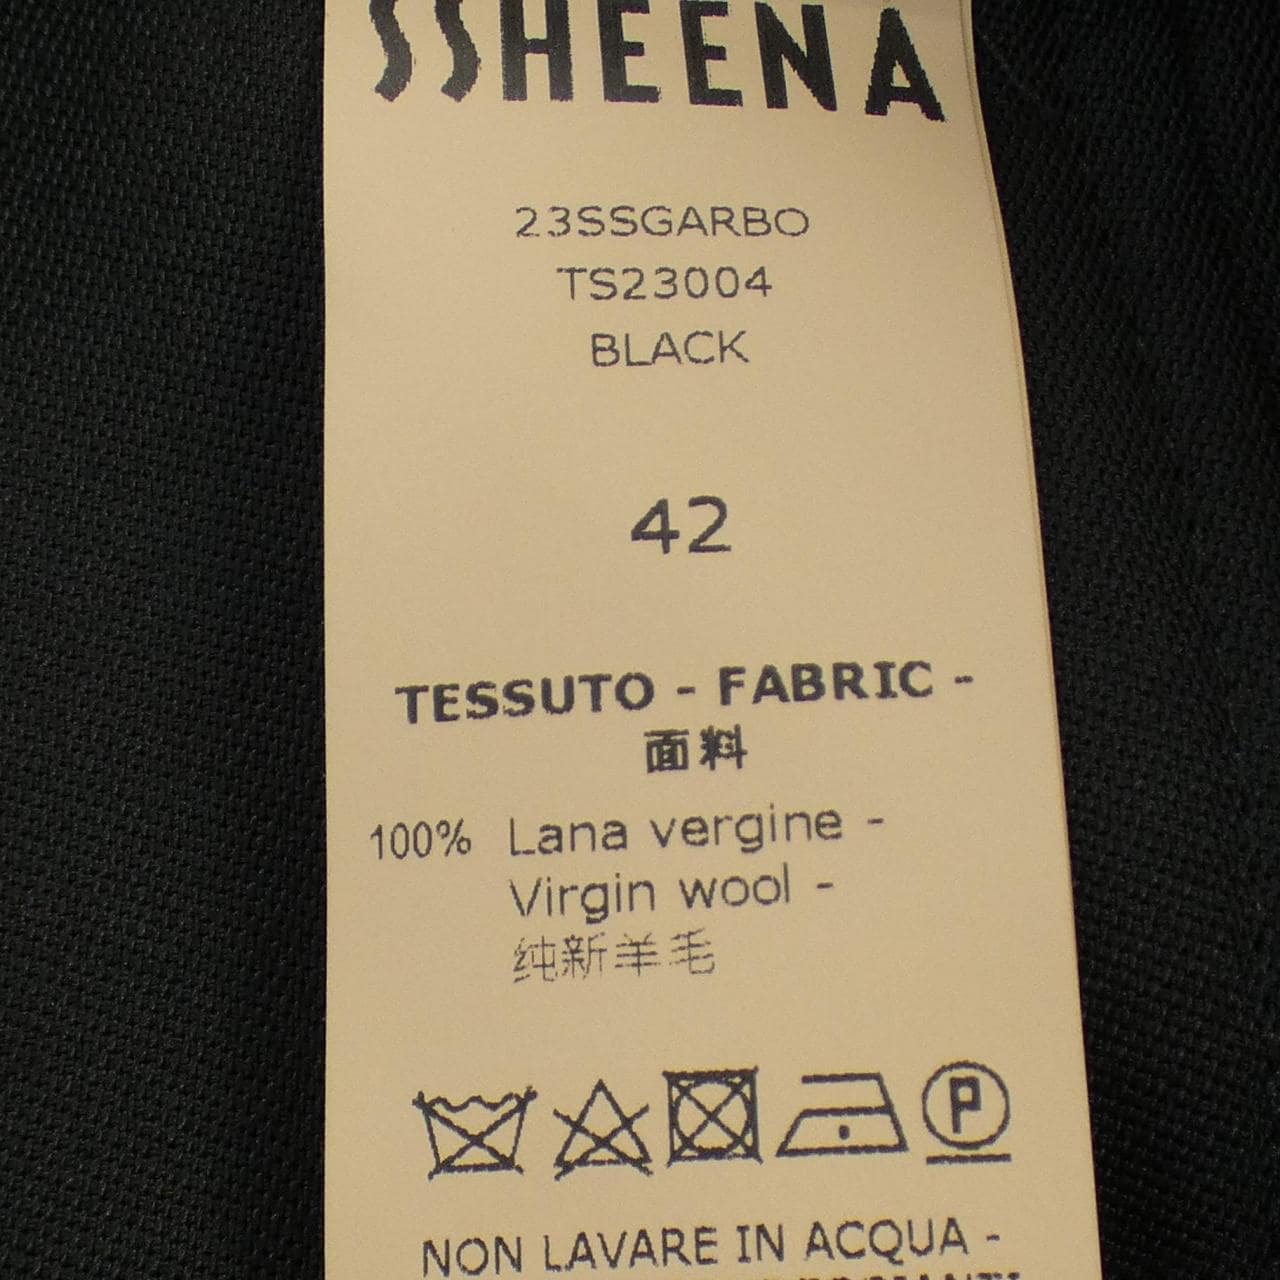 SSHEENA
23SSGARBO
TS23004
BLACK
42
TESSUTO - FABRIC -
面料
100% Lana vergine -
Virgin wool -
纯新羊毛
P
NON LAVARE IN ACQUA -